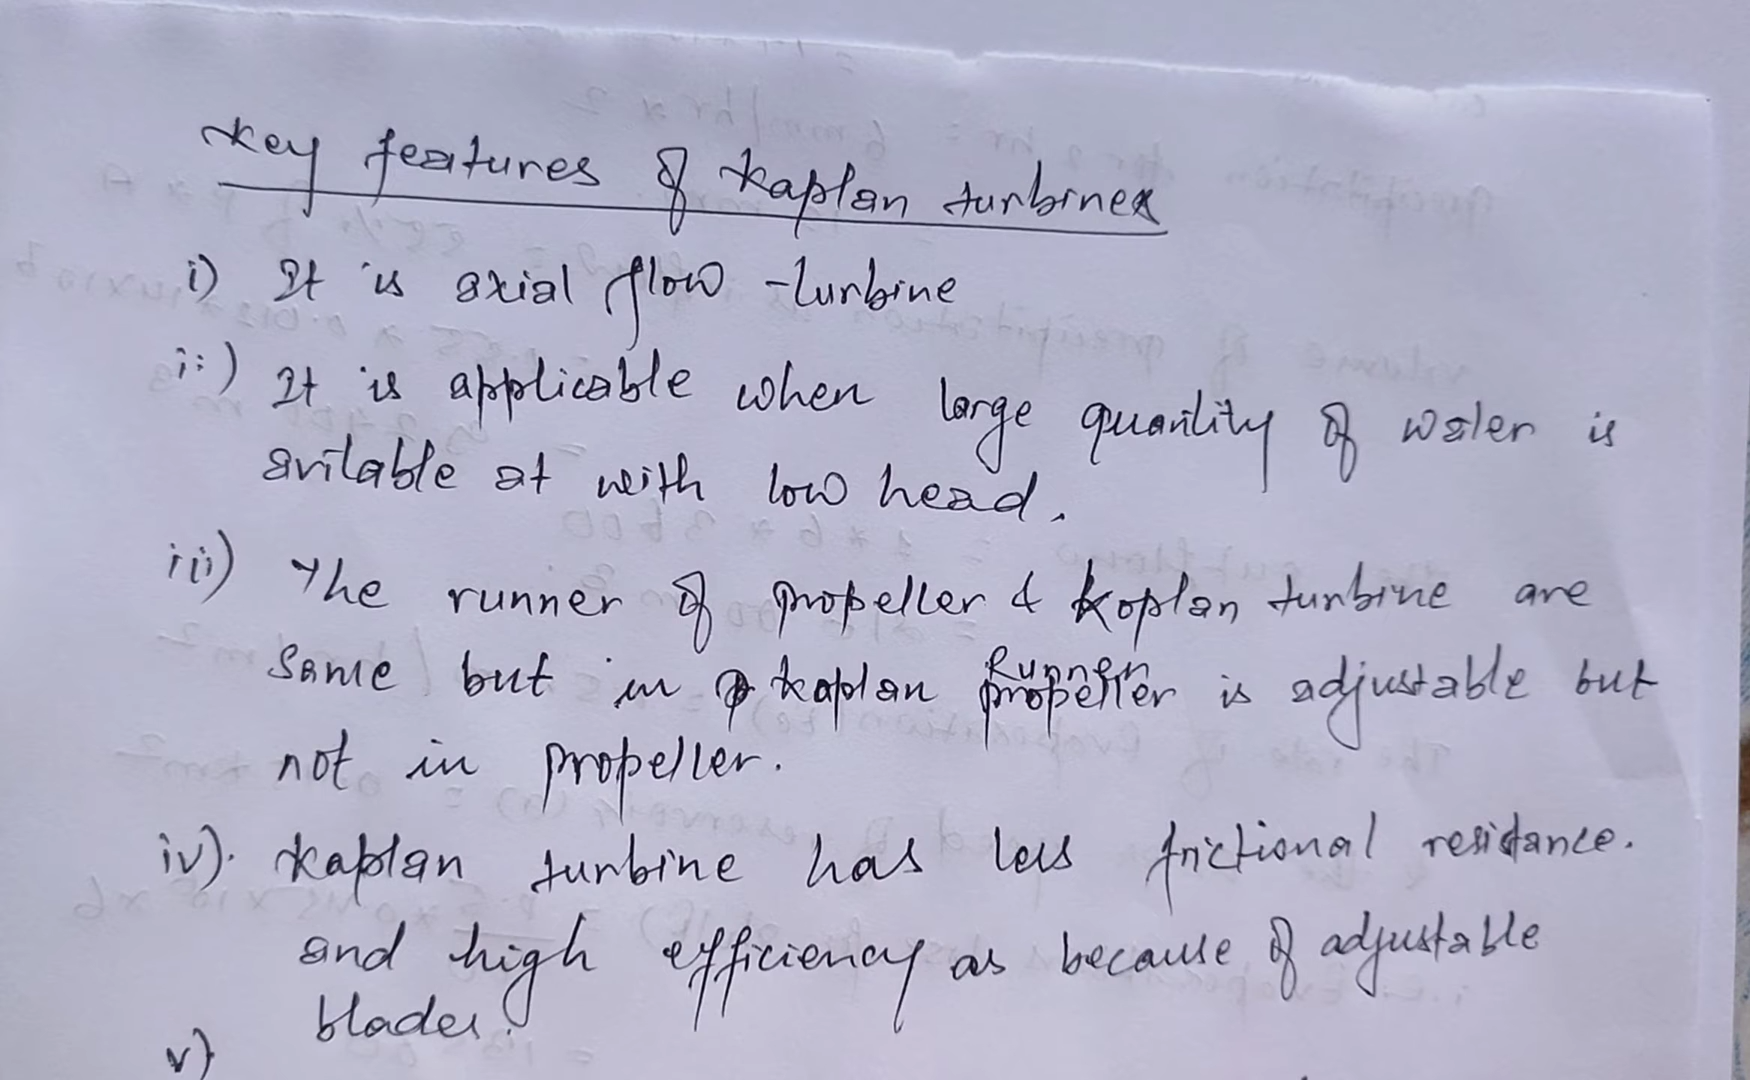 Key features of Kaplan turbines
i) It is axial flow turbine
ii) It is applicable when large quantity of water is
avilable at with low head.
iii) The runner of propeller & Koplan turbine are
Same but in kaplan Runner
propeller is adjustable but
not in propeller.
iv). Kaplan turbine has less frictional resistance.
and high efficiency as because of adjustable
blades.
v)